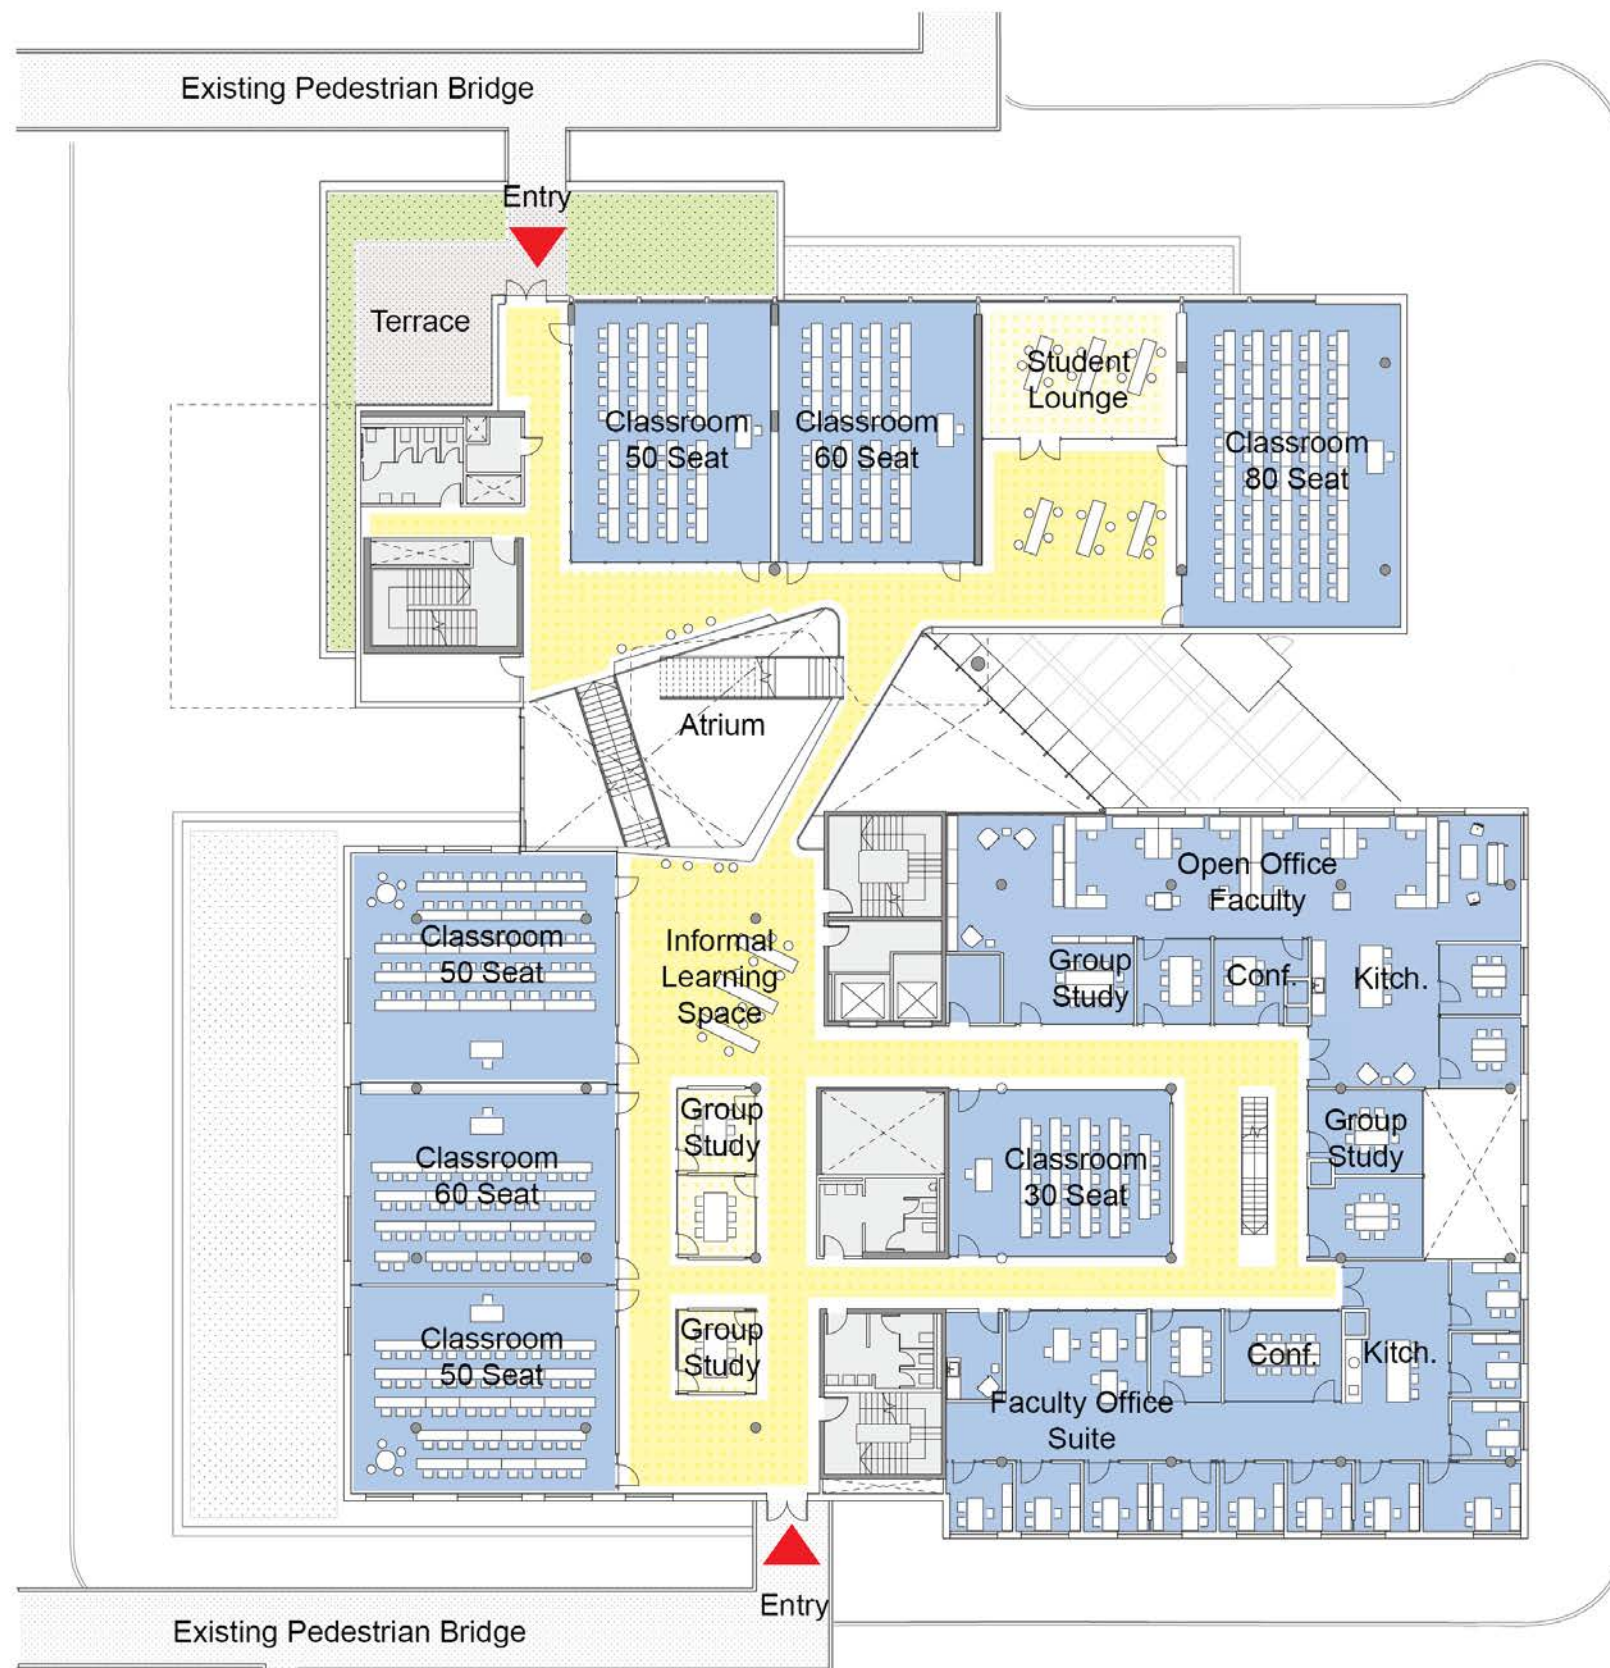 Existing Pedestrian Bridge
Entry
Terrace
Student
Lounge
Classroom
50 Seat
Classroom
60 Seat
Classroom
80 Seat
Atrium
Open Office
Faculty
Classroom
50 Seat
Informal
Learning
Space
Group
Study
Conf.
Kitch.
Group
Study
Group
Study
Classroom
60 Seat
Classroom
30 Seat
Classroom
50 Seat
Group
Study
Conf.
Kitch.
Faculty Office
Suite
Entry
Existing Pedestrian Bridge